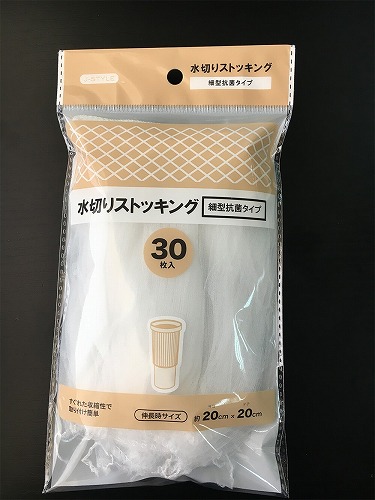 U-STYLE
水切りストッキング
細型抗菌タイプ
水切りストッキング 細型抗菌タイプ
30
枚入
すぐれた収縮性で
取り付け簡単
伸長時サイズ 約20cm×20cm